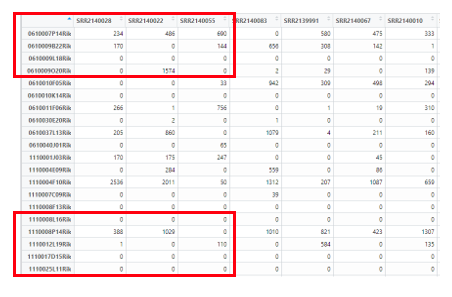 SRR2140028 SRR2140022 SRR2140055 SRR2140083 SRR2139991 SRR2140067 SRR2140010
0610007P14Rik 234 486 690 0 580 475 333
0610009B22Rik 170 0 144 656 308 142 1
0610009L18Rik 0 0 0 0 0 0 0
0610009O20Rik 0 1574 0 2 29 0 139
0610010F05Rik 0 0 33 942 309 498 294
0610010K14Rik 0 0 0 0 0 0 0
0610011F06Rik 266 1 756 0 1 19 310
0610030E20Rik 0 2 0 1 0 0 0
0610037L13Rik 205 860 0 1079 4 211 160
0610040J01Rik 0 0 65 0 0 0 0
1110001J03Rik 170 175 247 0 0 45 0
1110004E09Rik 0 284 0 559 0 86 0
1110004F10Rik 2536 2011 50 1312 207 1087 659
1110007C09Rik 0 0 0 39 0 0 0
1110008F13Rik 0 0 0 0 0 0 0
1110008L16Rik 0 0 0 0 0 0 0
1110008P14Rik 388 1029 0 1010 821 423 1307
1110012L19Rik 1 0 110 0 584 0 135
1110017D15Rik 0 0 0 0 0 0 0
1110025L11Rik 0 0 0 0 0 0 0